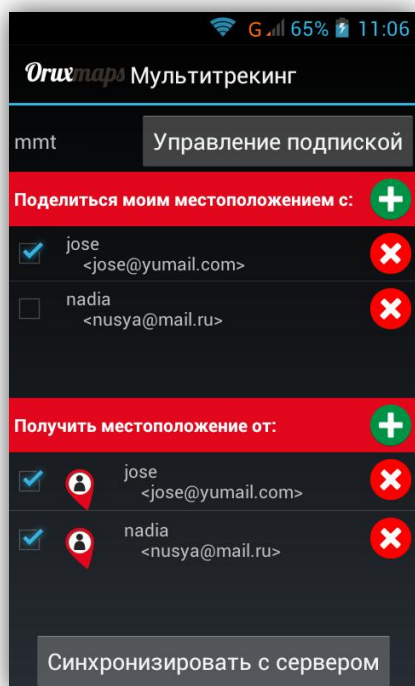 G 65% 11:06
Oruxmaps Мультитрекинг
mmt Управление подпиской
Поделиться моим местоположением с:
jose
<jose@yumail.com>
nadia
<nusya@mail.ru>
Получить местоположение от:
jose
<jose@yumail.com>
nadia
<nusya@mail.ru>
Синхронизировать с сервером